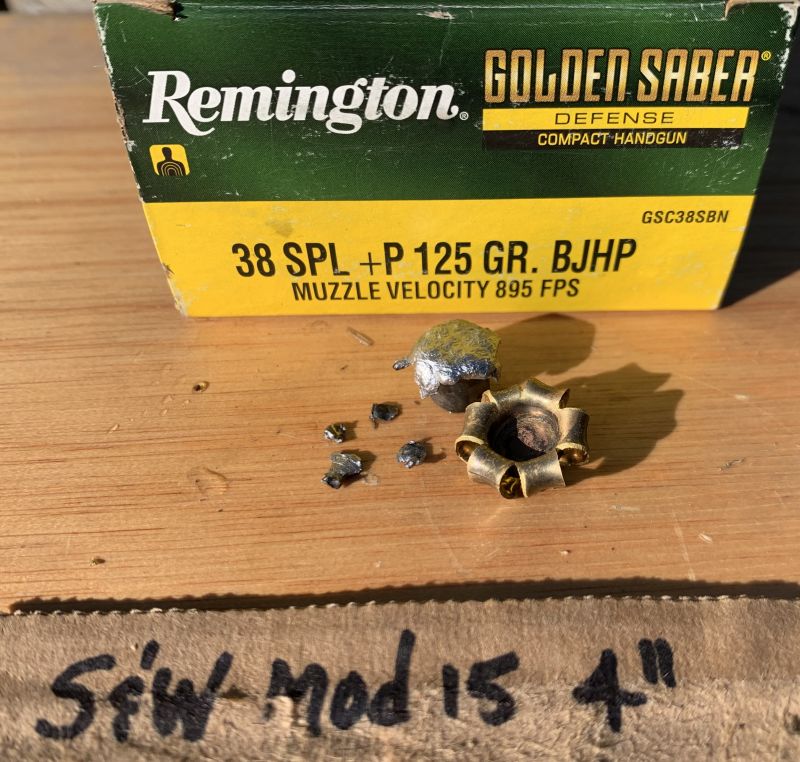 Remington®
GOLDEN SABER®
DEFENSE
COMPACT HANDGUN
GSC38SBN
38 SPL +P 125 GR. BJHP
MUZZLE VELOCITY 895 FPS
S&W Mod 15 4"